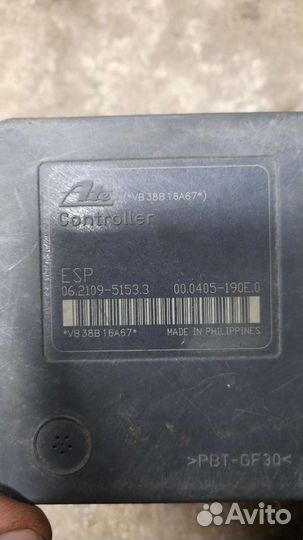 Ate (*VB38B16A67*)
Controller
ESP
06.2109-5153.3 00.0405-190E.0
*VB38B16A67* MADE IN PHILIPPINES
>PBT-GF30<
Avito